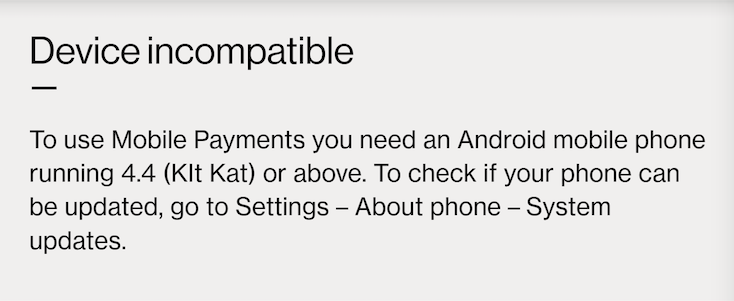 Device incompatible
To use Mobile Payments you need an Android mobile phone
running 4.4 (KIt Kat) or above. To check if your phone can
be updated, go to Settings – About phone – System
updates.